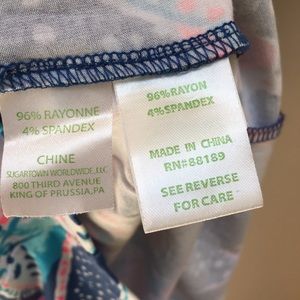 96% RAYONNE
4% SPANDEX
CHINE
SUGARTOWN WORLDWIDE, LLC
800 THIRD AVENUE
KING OF PRUSSIA, PA
96%RAYON
4%SPANDEX
MADE IN CHINA
RN#88189
SEE REVERSE
FOR CARE